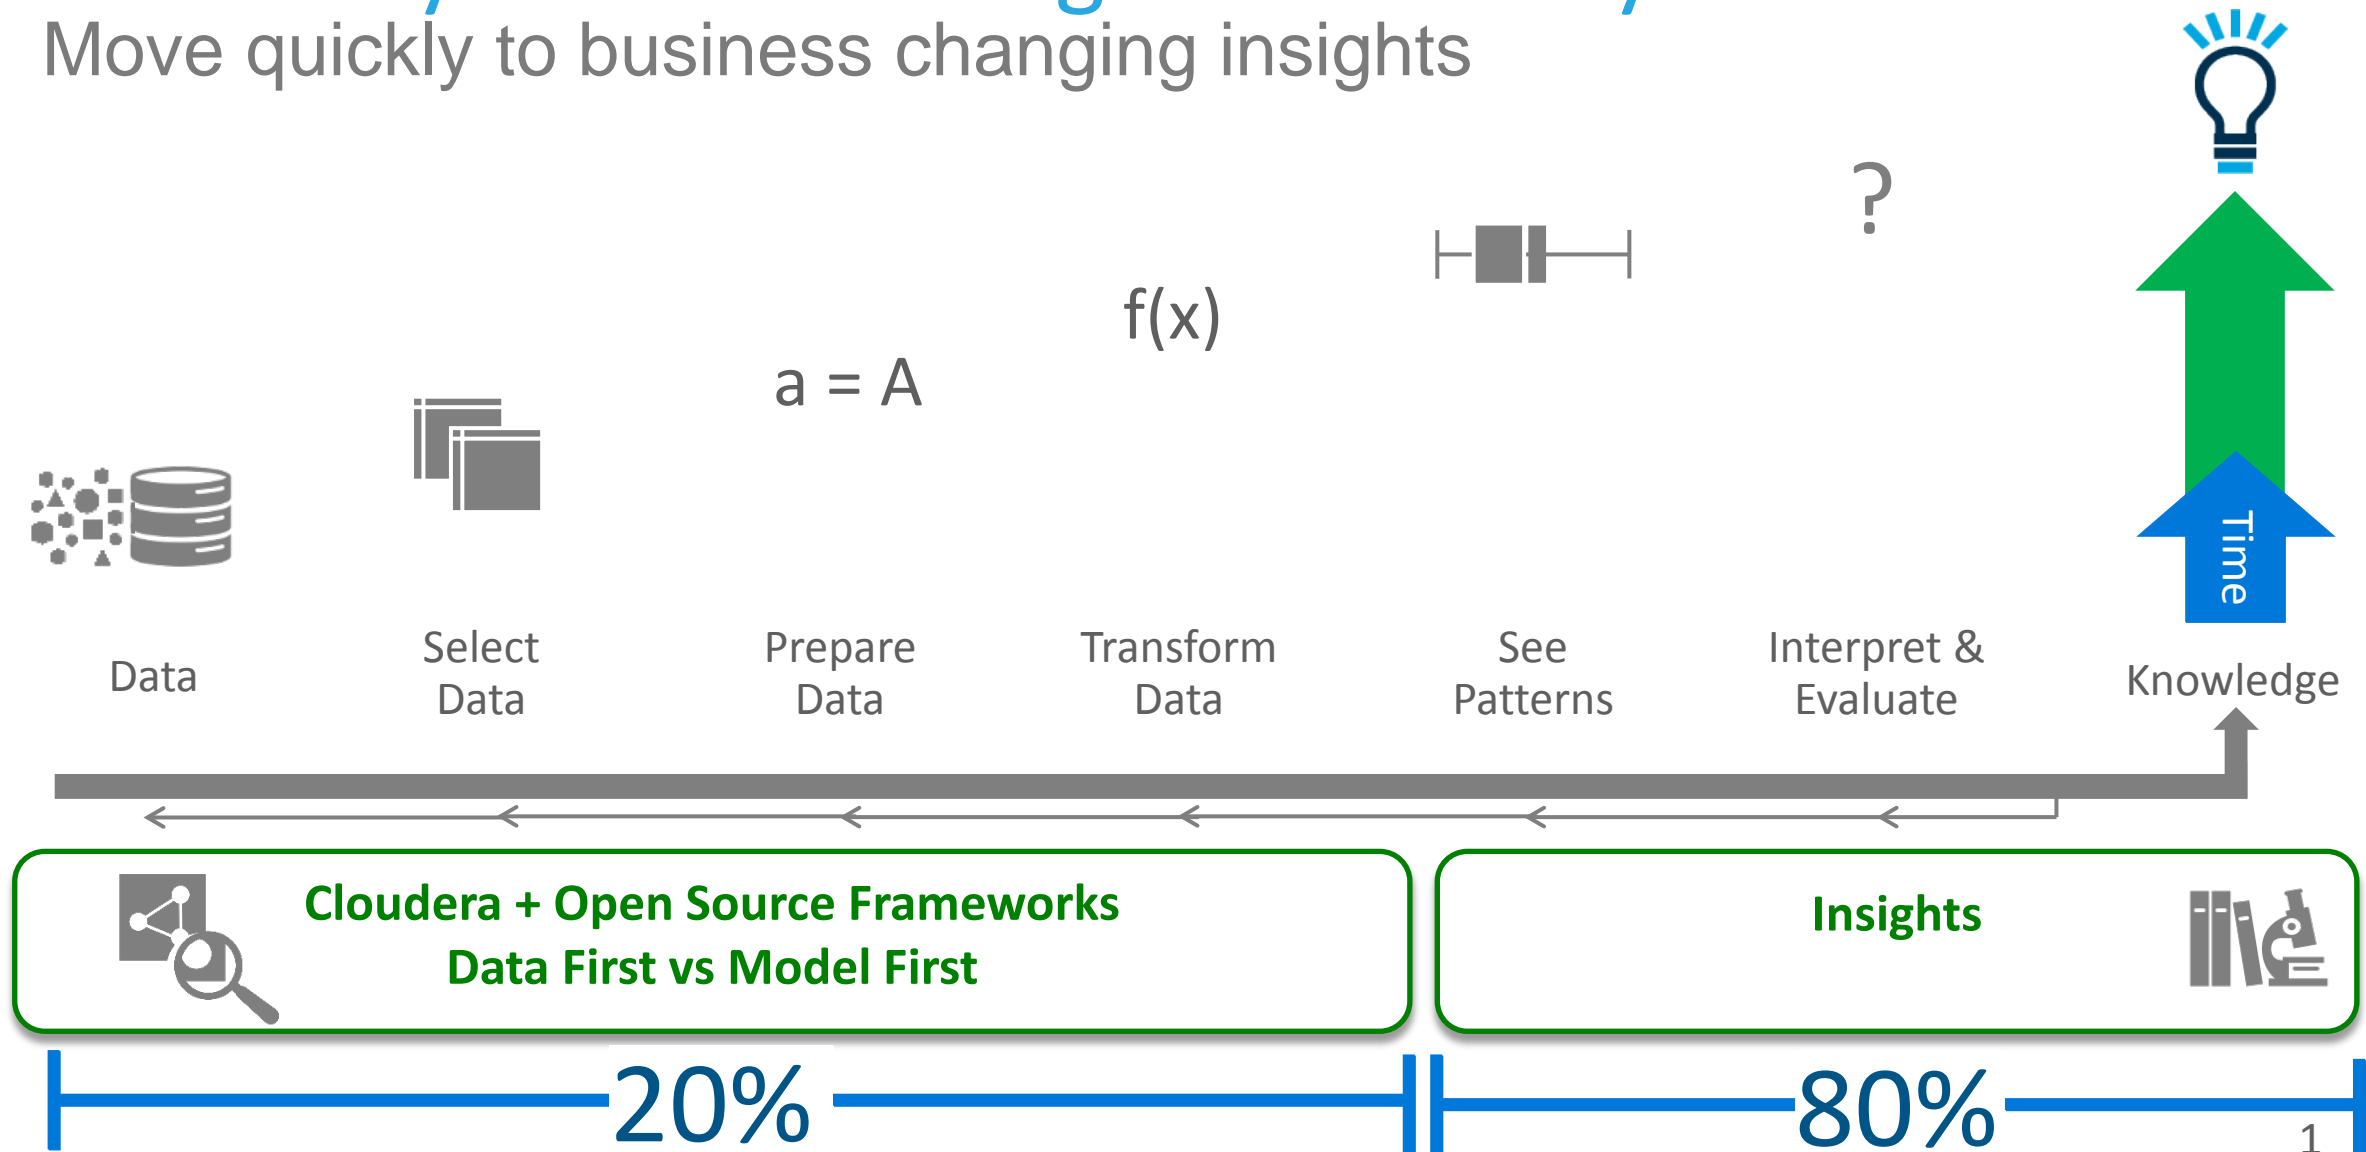 Move quickly to business changing insights
?
f(x)
a = A
Time
Data
Select
Data
Prepare
Data
Transform
Data
See
Patterns
Interpret &
Evaluate
Knowledge
Cloudera + Open Source Frameworks
Data First vs Model First
Insights
20%
80%
1